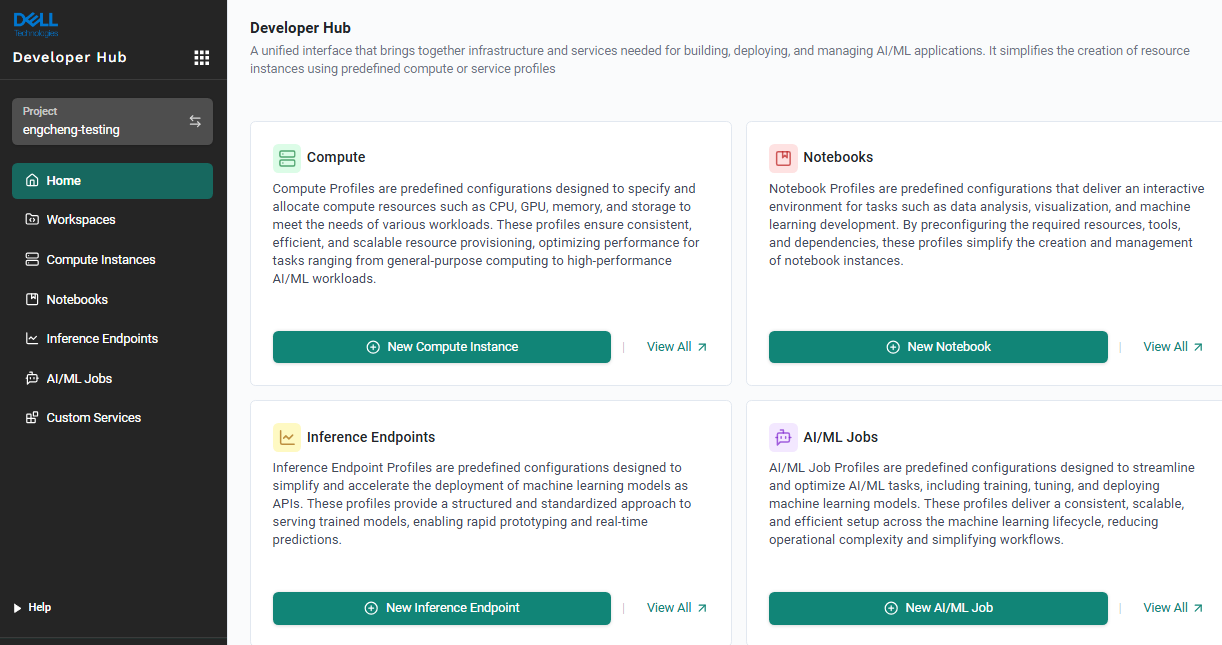 DELL
Technologies
Developer Hub
Project
engcheng-testing
Home
Workspaces
Compute Instances
Notebooks
Inference Endpoints
AI/ML Jobs
Custom Services
Help
Developer Hub
A unified interface that brings together infrastructure and services needed for building, deploying, and managing AI/ML applications. It simplifies the creation of resource
instances using predefined compute or service profiles
Compute
Compute Profiles are predefined configurations designed to specify and
allocate compute resources such as CPU, GPU, memory, and storage to
meet the needs of various workloads. These profiles ensure consistent,
efficient, and scalable resource provisioning, optimizing performance for
tasks ranging from general-purpose computing to high-performance
AI/ML workloads.
New Compute Instance
View All
Notebooks
Notebook Profiles are predefined configurations that deliver an interactive
environment for tasks such as data analysis, visualization, and machine
learning development. By preconfiguring the required resources, tools,
and dependencies, these profiles simplify the creation and management
of notebook instances.
New Notebook
View All
Inference Endpoints
Inference Endpoint Profiles are predefined configurations designed to
simplify and accelerate the deployment of machine learning models as
APIs. These profiles provide a structured and standardized approach to
serving trained models, enabling rapid prototyping and real-time
predictions.
New Inference Endpoint
View All
AI/ML Jobs
AI/ML Job Profiles are predefined configurations designed to streamline
and optimize AI/ML tasks, including training, tuning, and deploying
machine learning models. These profiles deliver a consistent, scalable,
and efficient setup across the machine learning lifecycle, reducing
operational complexity and simplifying workflows.
New AI/ML Job
View All